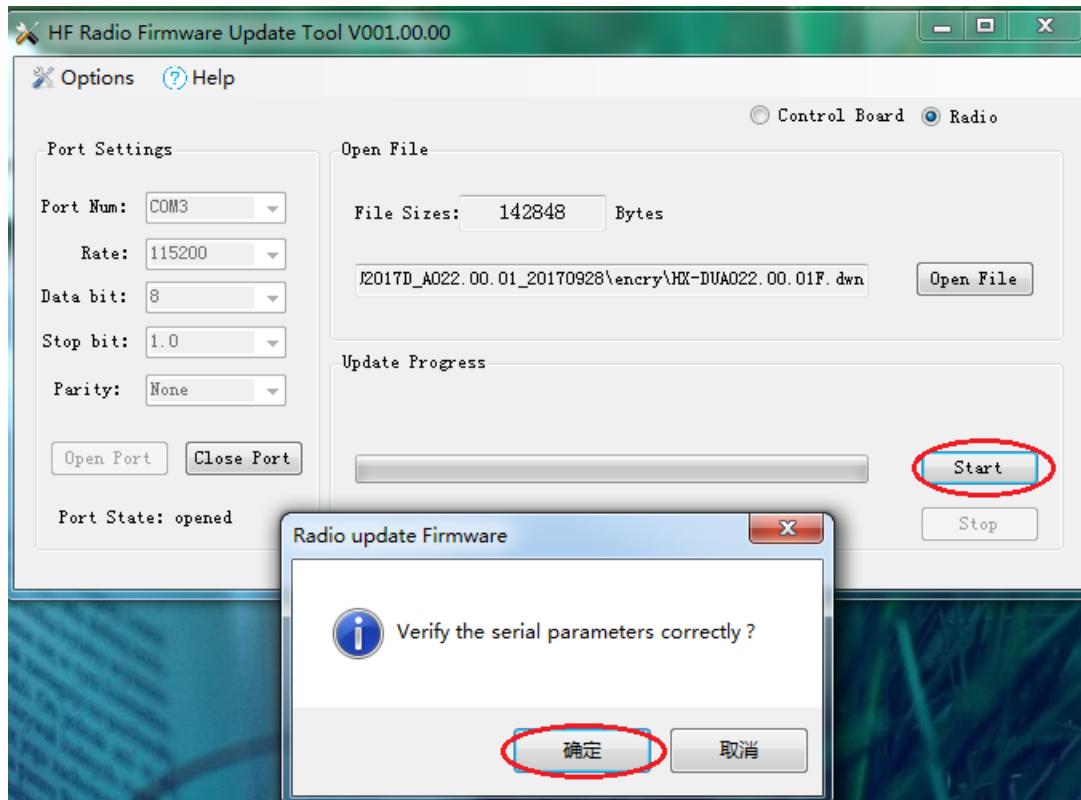 HF Radio Firmware Update Tool V001.00.00
Options Help
Control Board Radio
Port Settings
Port Num: COM3
Rate: 115200
Data bit: 8
Stop bit: 1.0
Parity: None
Open Port Close Port
Port State: opened
Open File
File Sizes: 142848 Bytes
J2017D_A022.00.01_20170928\encry\HX-DUA022.00.01F.dwn Open File
Update Progress
Start
Stop
Radio update Firmware
Verify the serial parameters correctly ?
确定 取消